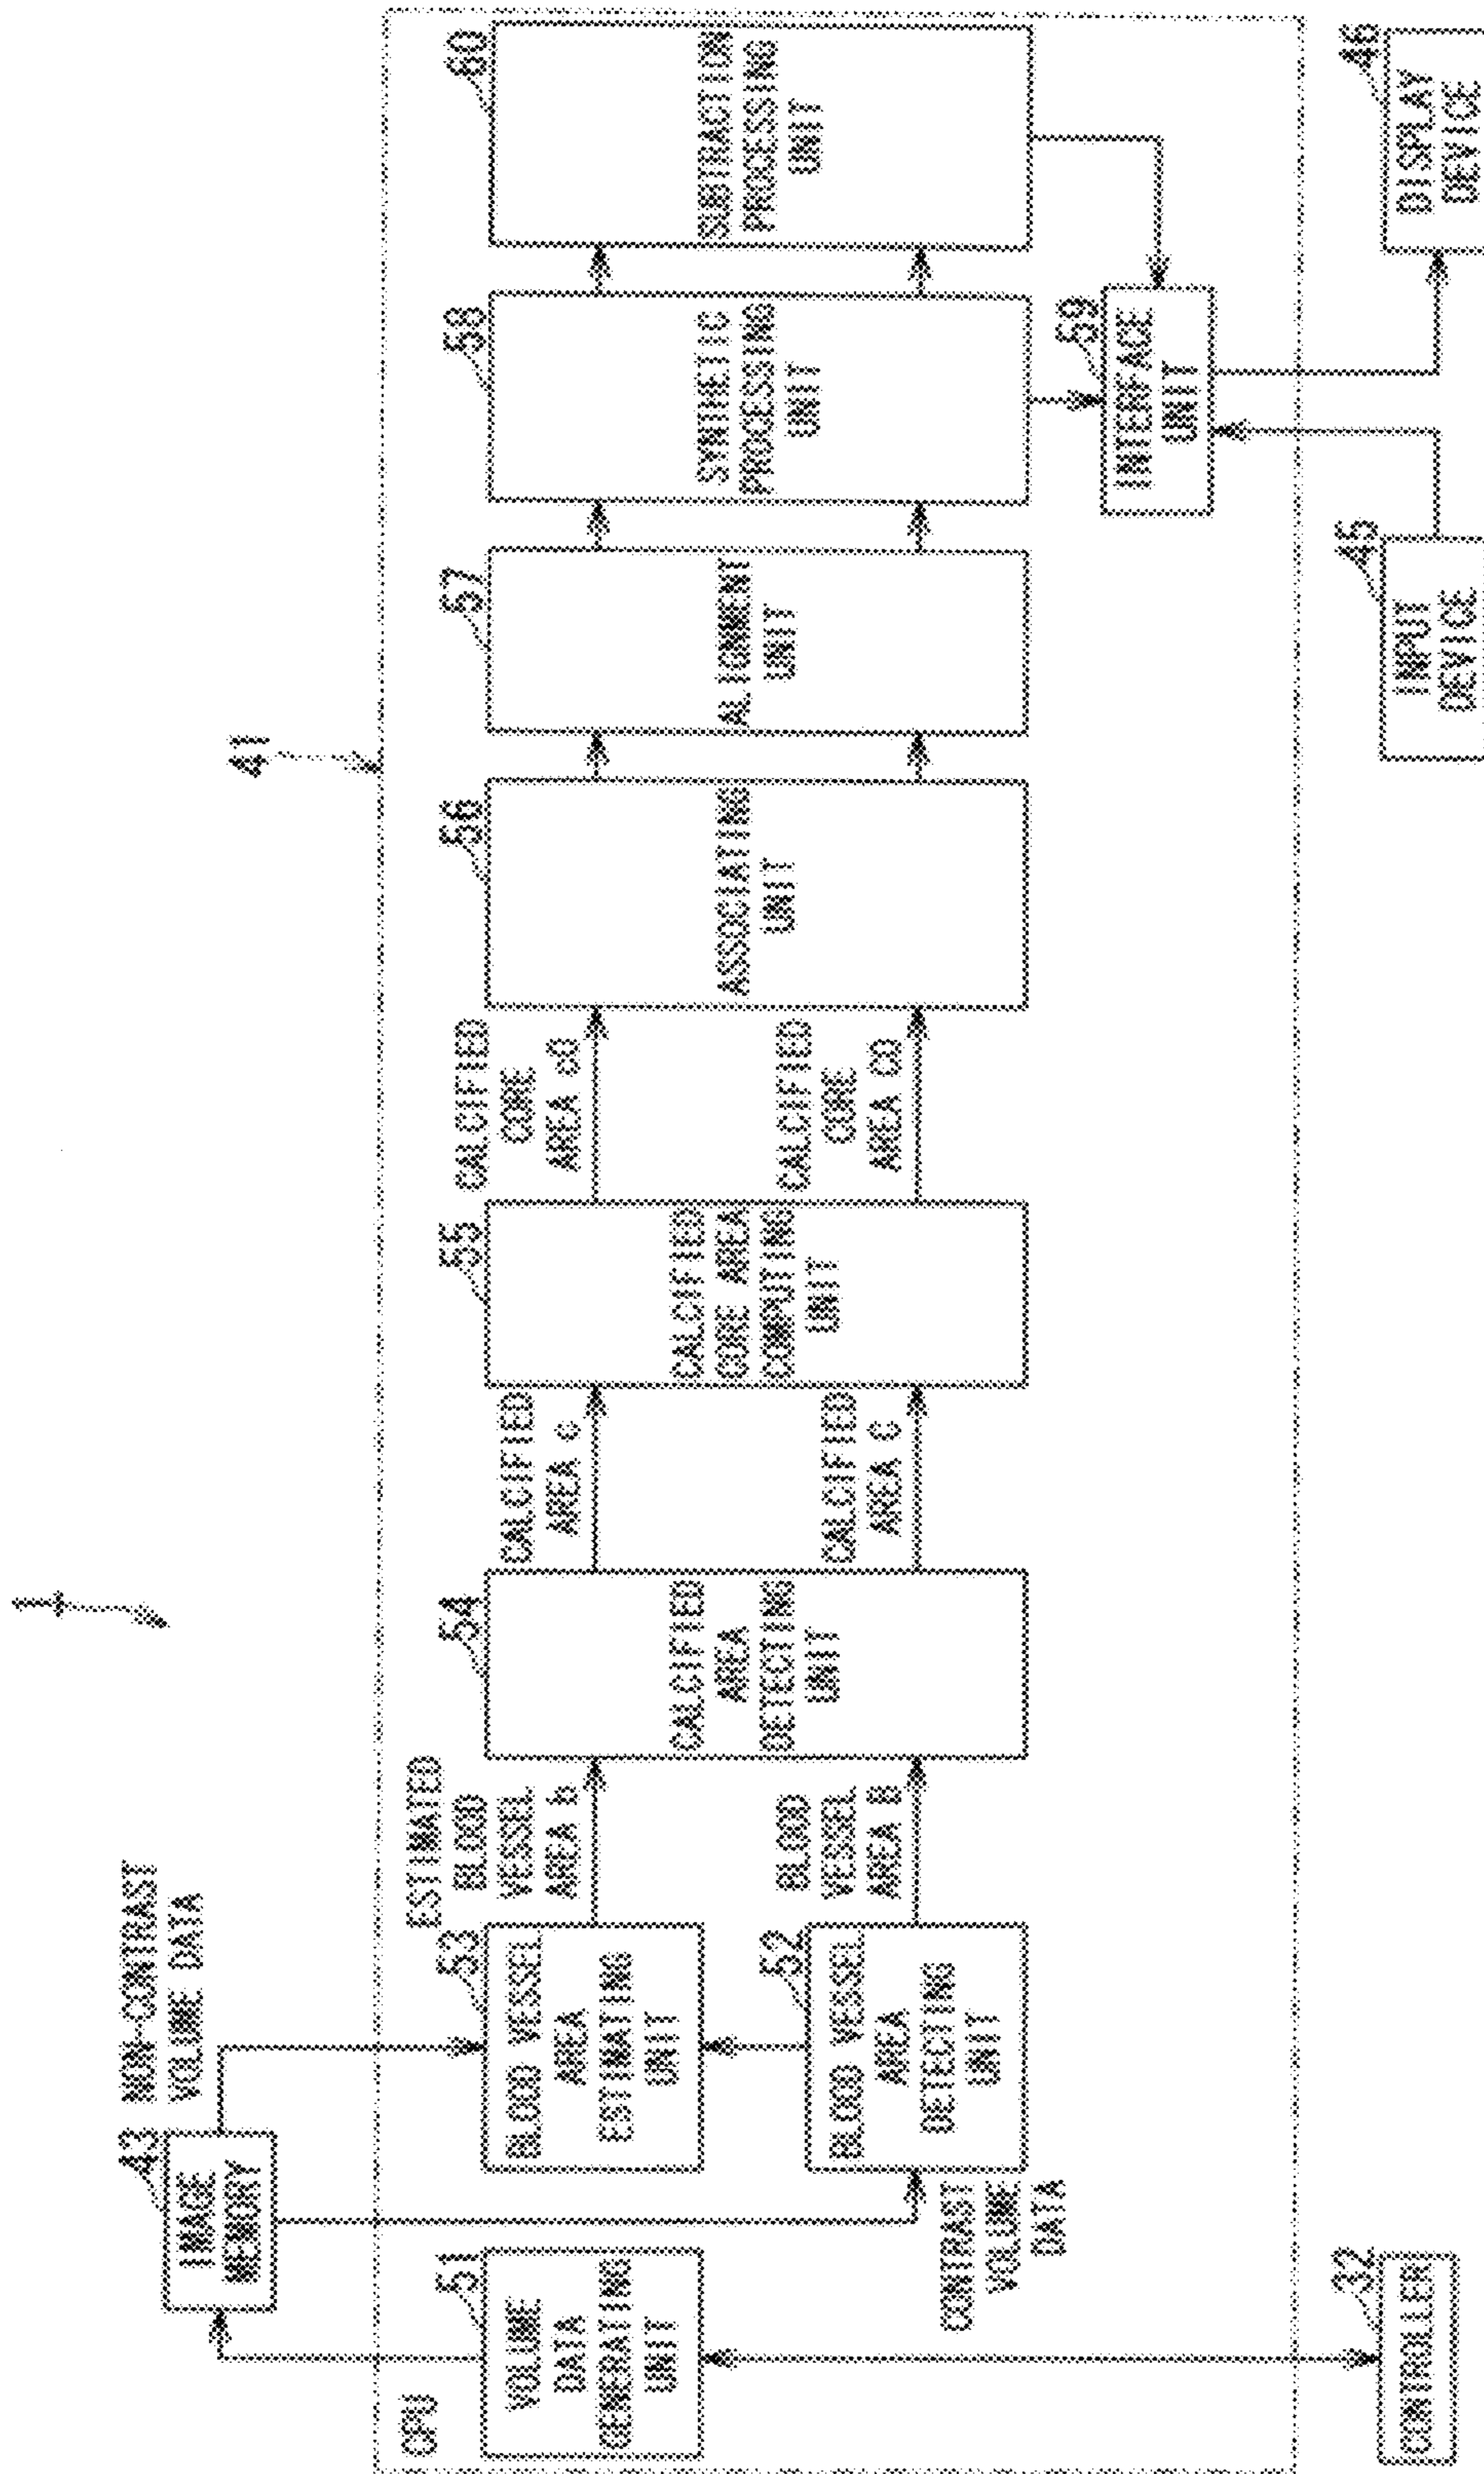 1
41
CPU
43
IMAGE
MEMORY
NON-CONTRAST
VOLUME DATA
51
VOLUME
DATA
GENERATING
UNIT
53
BLOOD VESSEL
AREA
ESTIMATING
UNIT
52
BLOOD VESSEL
AREA
DETECTING
UNIT
CONTRAST
VOLUME
DATA
ESTIMATED
BLOOD
VESSEL
AREA b
BLOOD
VESSEL
AREA B
54
CALCIFIED
AREA
DETECTING
UNIT
CALCIFIED
AREA c
CALCIFIED
AREA C
55
CALCIFIED
CORE AREA
COMPUTING
UNIT
CALCIFIED
CORE
AREA c0
CALCIFIED
CORE
AREA C0
56
ASSOCIATING
UNIT
57
ALIGNMENT
UNIT
58
SYNTHETIC
PROCESSING
UNIT
60
SUBTRACTION
PROCESSING
UNIT
59
INTERFACE
UNIT
32
CONTROLLER
45
INPUT
DEVICE
46
DISPLAY
DEVICE